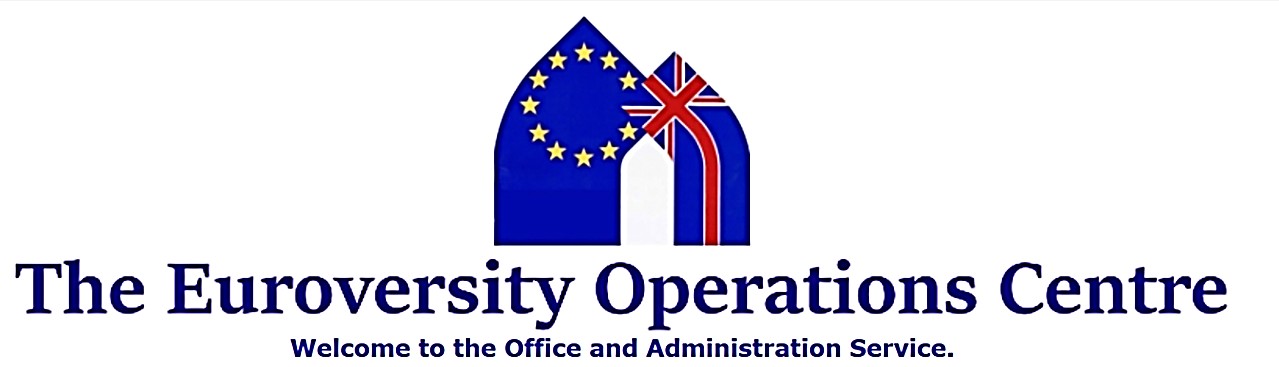 The Euroversity Operations Centre
Welcome to the Office and Administration Service.